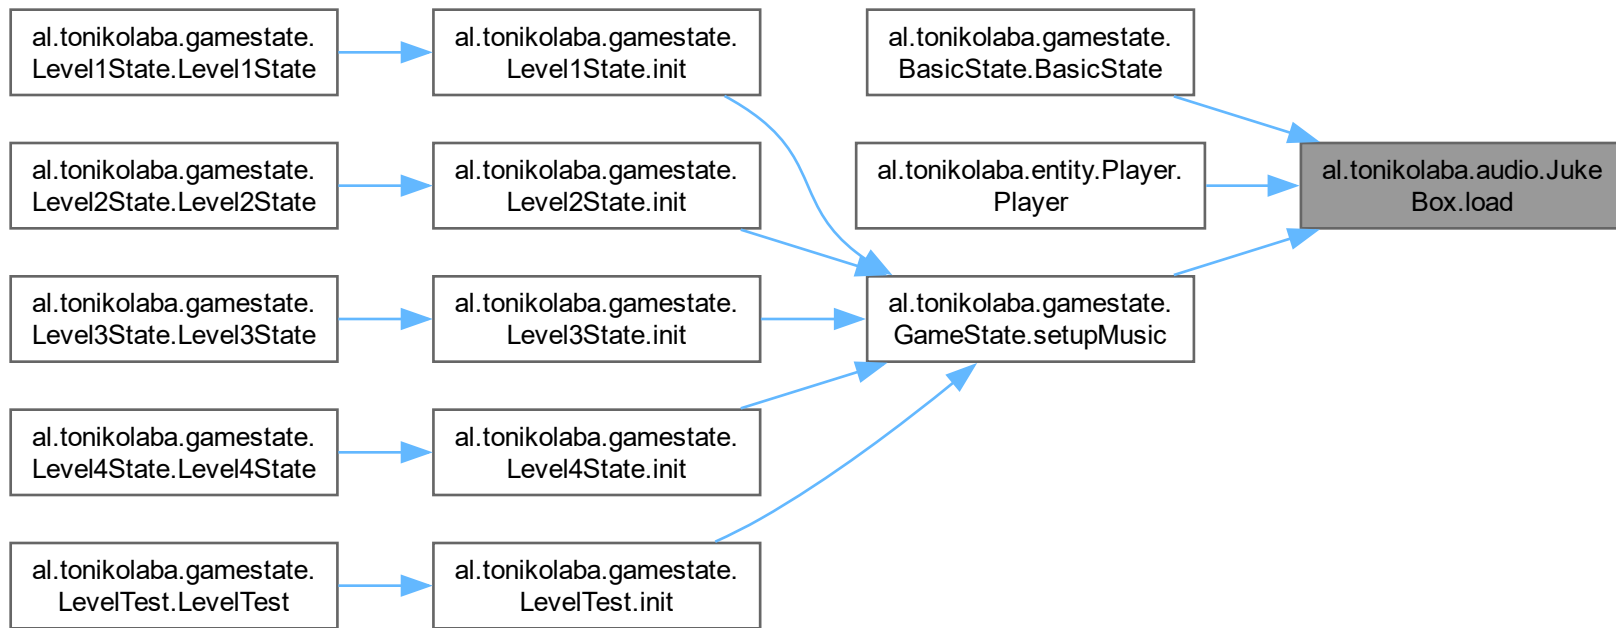 al.tonikolaba.gamestate.
Level1State.Level1State
al.tonikolaba.gamestate.
Level1State.init
al.tonikolaba.gamestate.
BasicState.BasicState
al.tonikolaba.gamestate.
Level2State.Level2State
al.tonikolaba.gamestate.
Level2State.init
al.tonikolaba.entity.Player.
Player
al.tonikolaba.audio.Juke
Box.load
al.tonikolaba.gamestate.
Level3State.Level3State
al.tonikolaba.gamestate.
Level3State.init
al.tonikolaba.gamestate.
GameState.setupMusic
al.tonikolaba.gamestate.
Level4State.Level4State
al.tonikolaba.gamestate.
Level4State.init
al.tonikolaba.gamestate.
LevelTest.LevelTest
al.tonikolaba.gamestate.
LevelTest.init